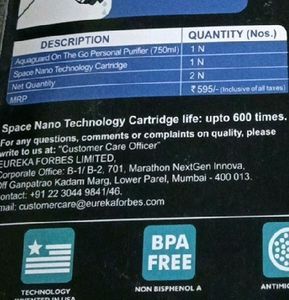 DESCRIPTION QUANTITY (Nos.)
Aquaguard On The Go Personal Purifier (750ml) 1 N
Space Nano Technology Cartridge 1 N
Net Quantity 2 N
MRP ₹595/- (Inclusive of all taxes)
Space Nano Technology Cartridge life: upto 600 times.
For any questions, comments or complaints on quality, please
write to us at: "Customer Care Officer"
EUREKA FORBES LIMITED,
Corporate Office: B-1/ B-2, 701, Marathon NextGen Innova,
Off Ganpatrao Kadam Marg, Lower Parel, Mumbai - 400 013.
contact: +91 22 3044 9841/46.
mail: customercare@eurekaforbes.com
BPA
FREE
TECHNOLOGY NON BISPHENOL A ANTIMIC
INVENTED IN USA